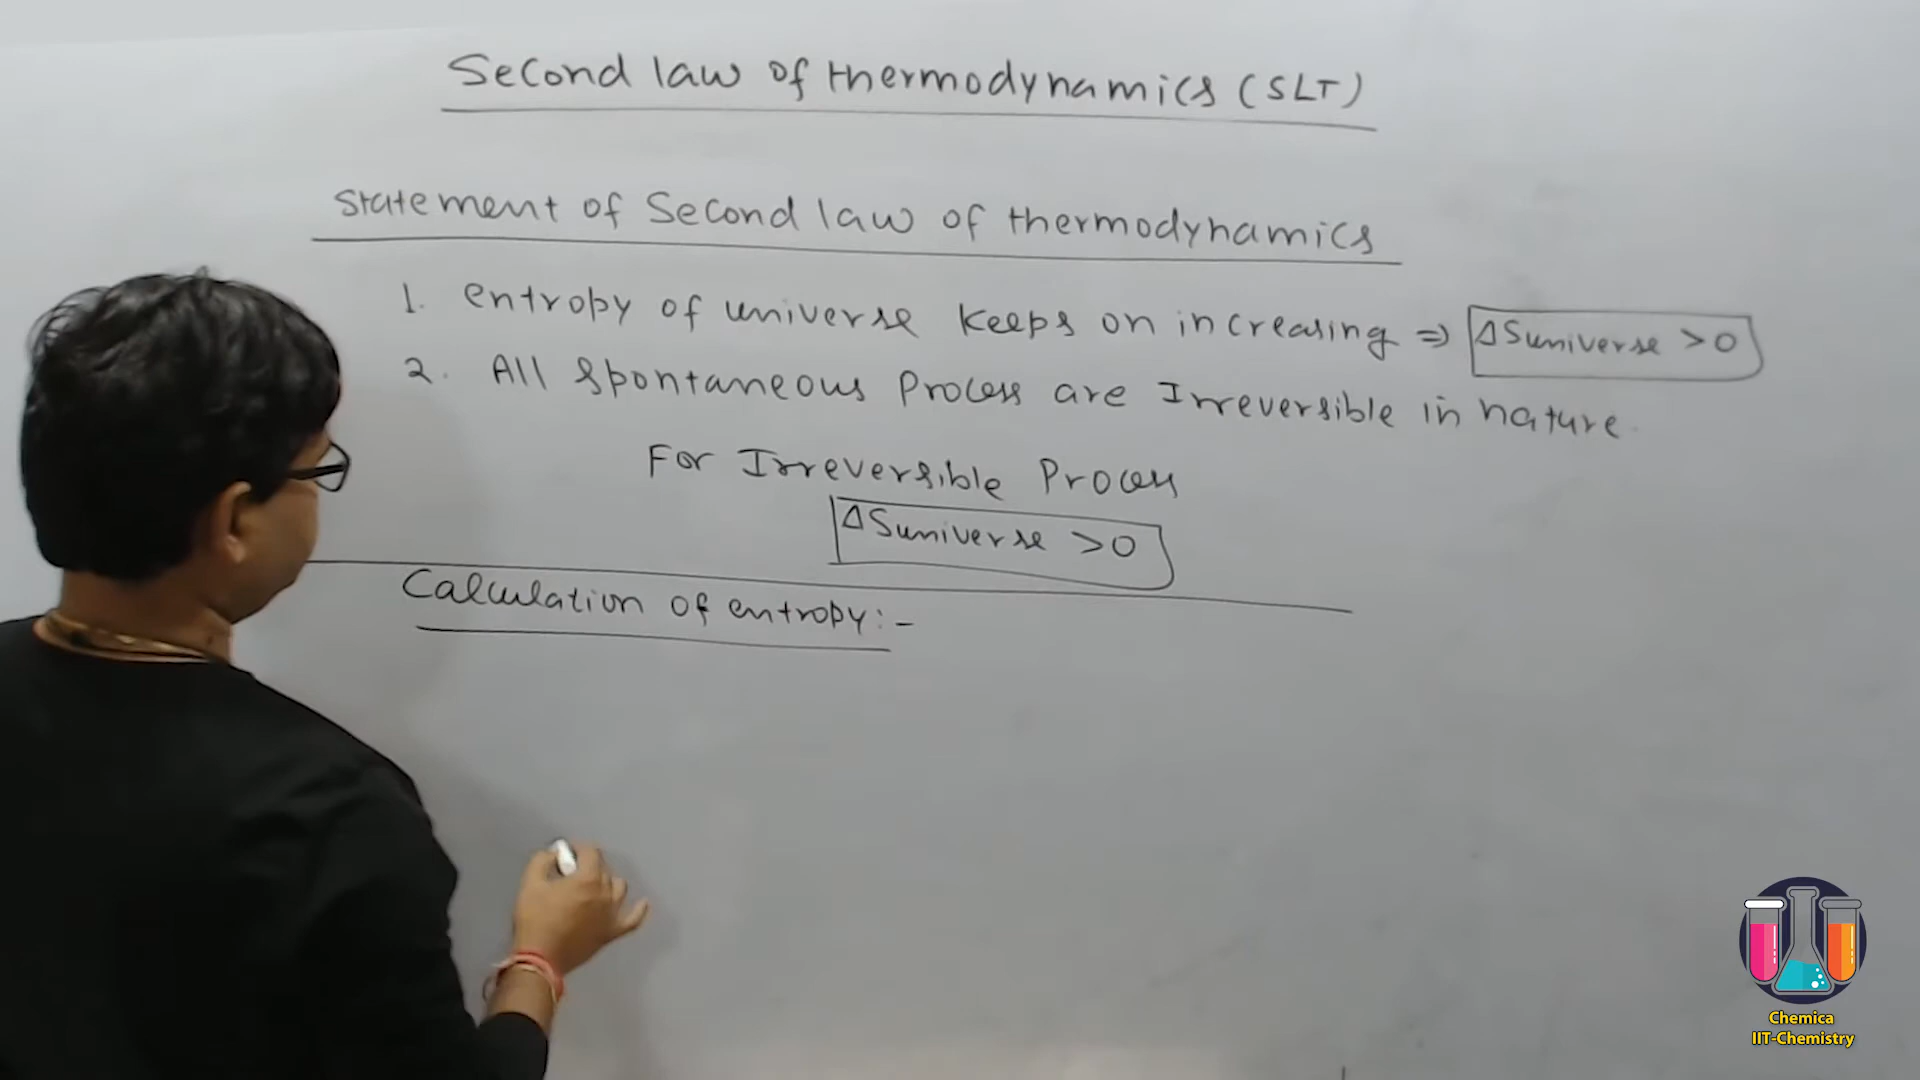 Second law of thermodynamics (SLT)
Statement of Second law of thermodynamics
1. entropy of universe keeps on increasing ⇒ ΔSuniverse >0
2. All spontaneous Process are Irreversible in nature.
For Irreversible Process
ΔSuniverse >0
Calculation of entropy:-
Chemica
IIT-Chemistry